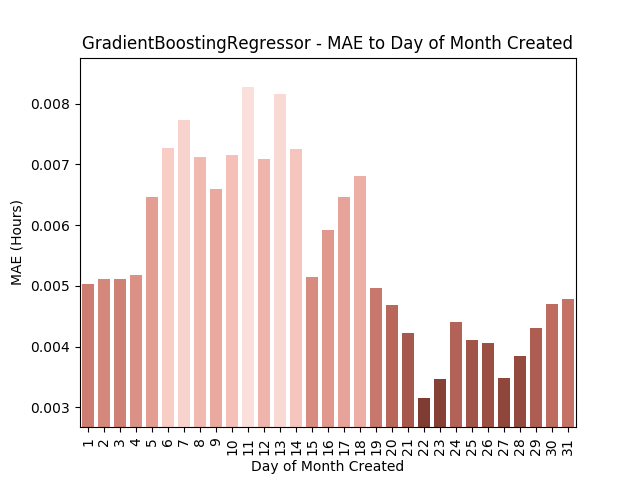 GradientBoostingRegressor - MAE to Day of Month Created
0.008
0.007
0.006
0.005
0.004
0.003
MAE (Hours)
1 2 3 4 5 6 7 8 9 10 11 12 13 14 15 16 17 18 19 20 21 22 23 24 25 26 27 28 29 30 31
Day of Month Created